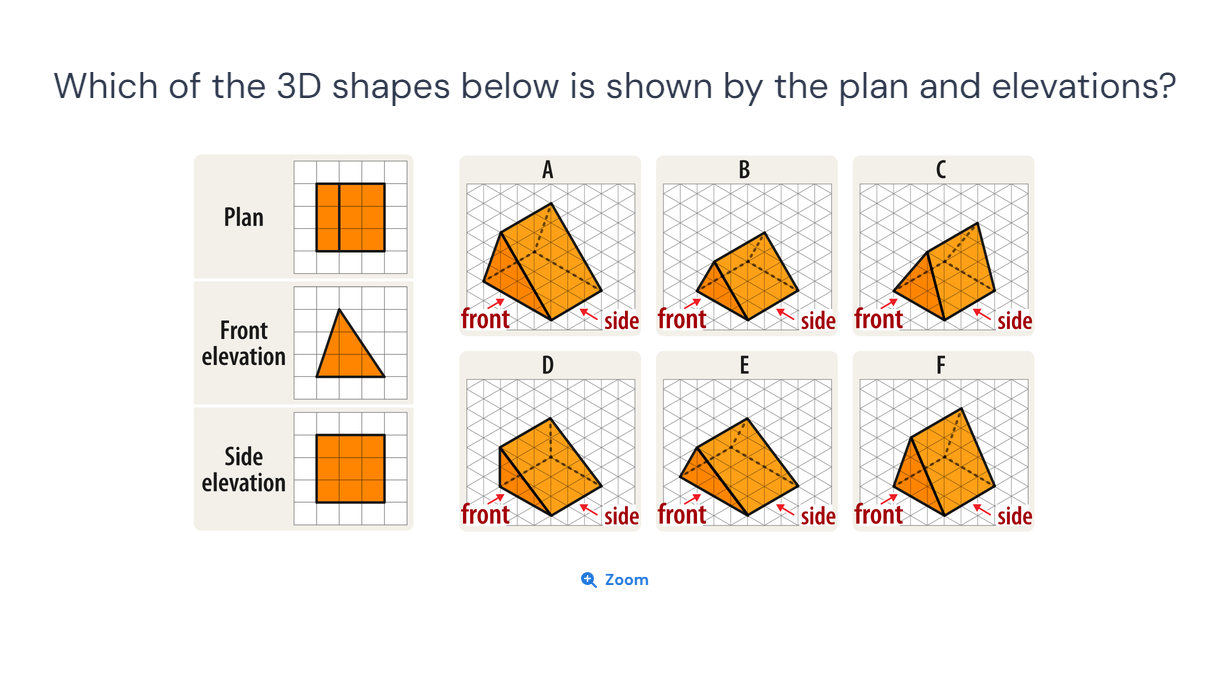 Which of the 3D shapes below is shown by the plan and elevations?
Plan
Front
elevation
Side
elevation
A
front
side
B
front
side
C
front
side
D
front
side
E
front
side
F
front
side
Zoom